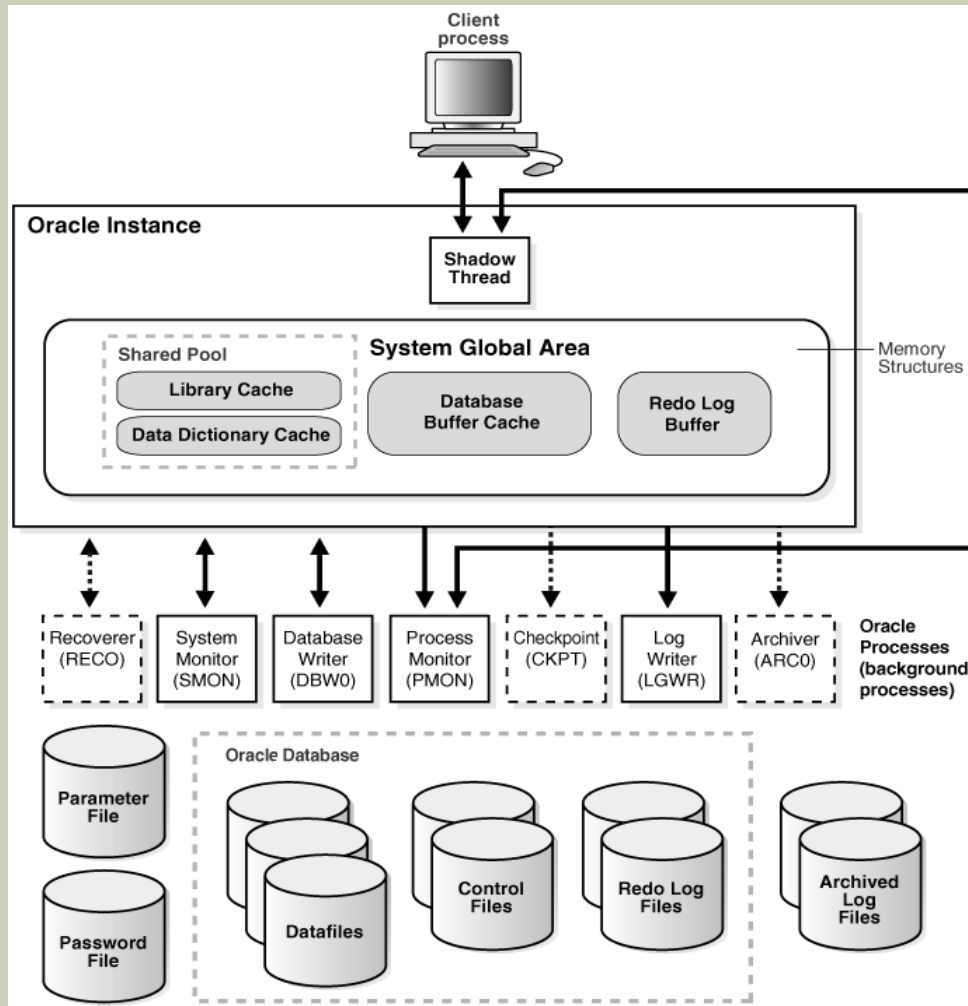 Client
process
Oracle Instance
Shadow
Thread
Shared Pool
System Global Area
Memory
Structures
Library Cache
Data Dictionary Cache
Database
Buffer Cache
Redo Log
Buffer
Recoverer
(RECO)
System
Monitor
(SMON)
Database
Writer
(DBW0)
Process
Monitor
(PMON)
Checkpoint
(CKPT)
Log
Writer
(LGWR)
Archiver
(ARC0)
Oracle
Processes
(background
processes)
Parameter
File
Password
File
Oracle Database
Datafiles
Control
Files
Redo Log
Files
Archived
Log
Files